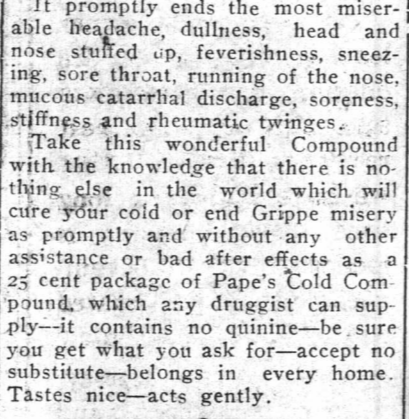 It promptly ends the most miser-
able headache, dullness, head and
nose stuffed up, feverishness, sneez-
ing, sore throat, running of the nose,
mucous catarrhal discharge, soreness,
stiffness and rheumatic twinges.
Take this wonderful Compound
with the knowledge that there is no-
thing else in the world which will
cure your cold or end Grippe misery
as promptly and without any other
assistance or bad after effects as a
25 cent package of Pape's Cold Com-
pound, which any druggist can sup-
ply—it contains no quinine—be sure
you get what you ask for—accept no
substitute—belongs in every home.
Tastes nice—acts gently.